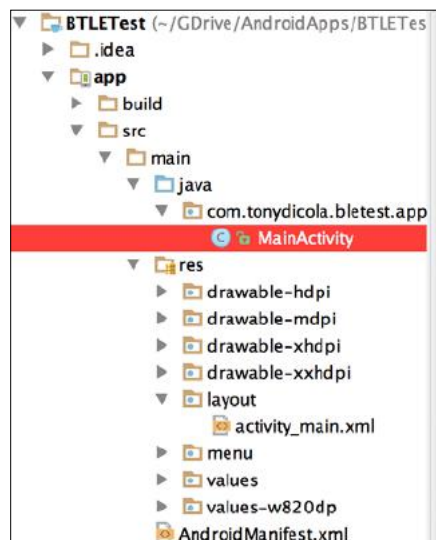 BTLETest (~/GDrive/AndroidApps/BTLETes
.idea
app
build
src
main
java
com.tonydicola.bletest.app
MainActivity
res
drawable-hdpi
drawable-mdpi
drawable-xhdpi
drawable-xxhdpi
layout
activity_main.xml
menu
values
values-w820dp
AndroidManifest.xml